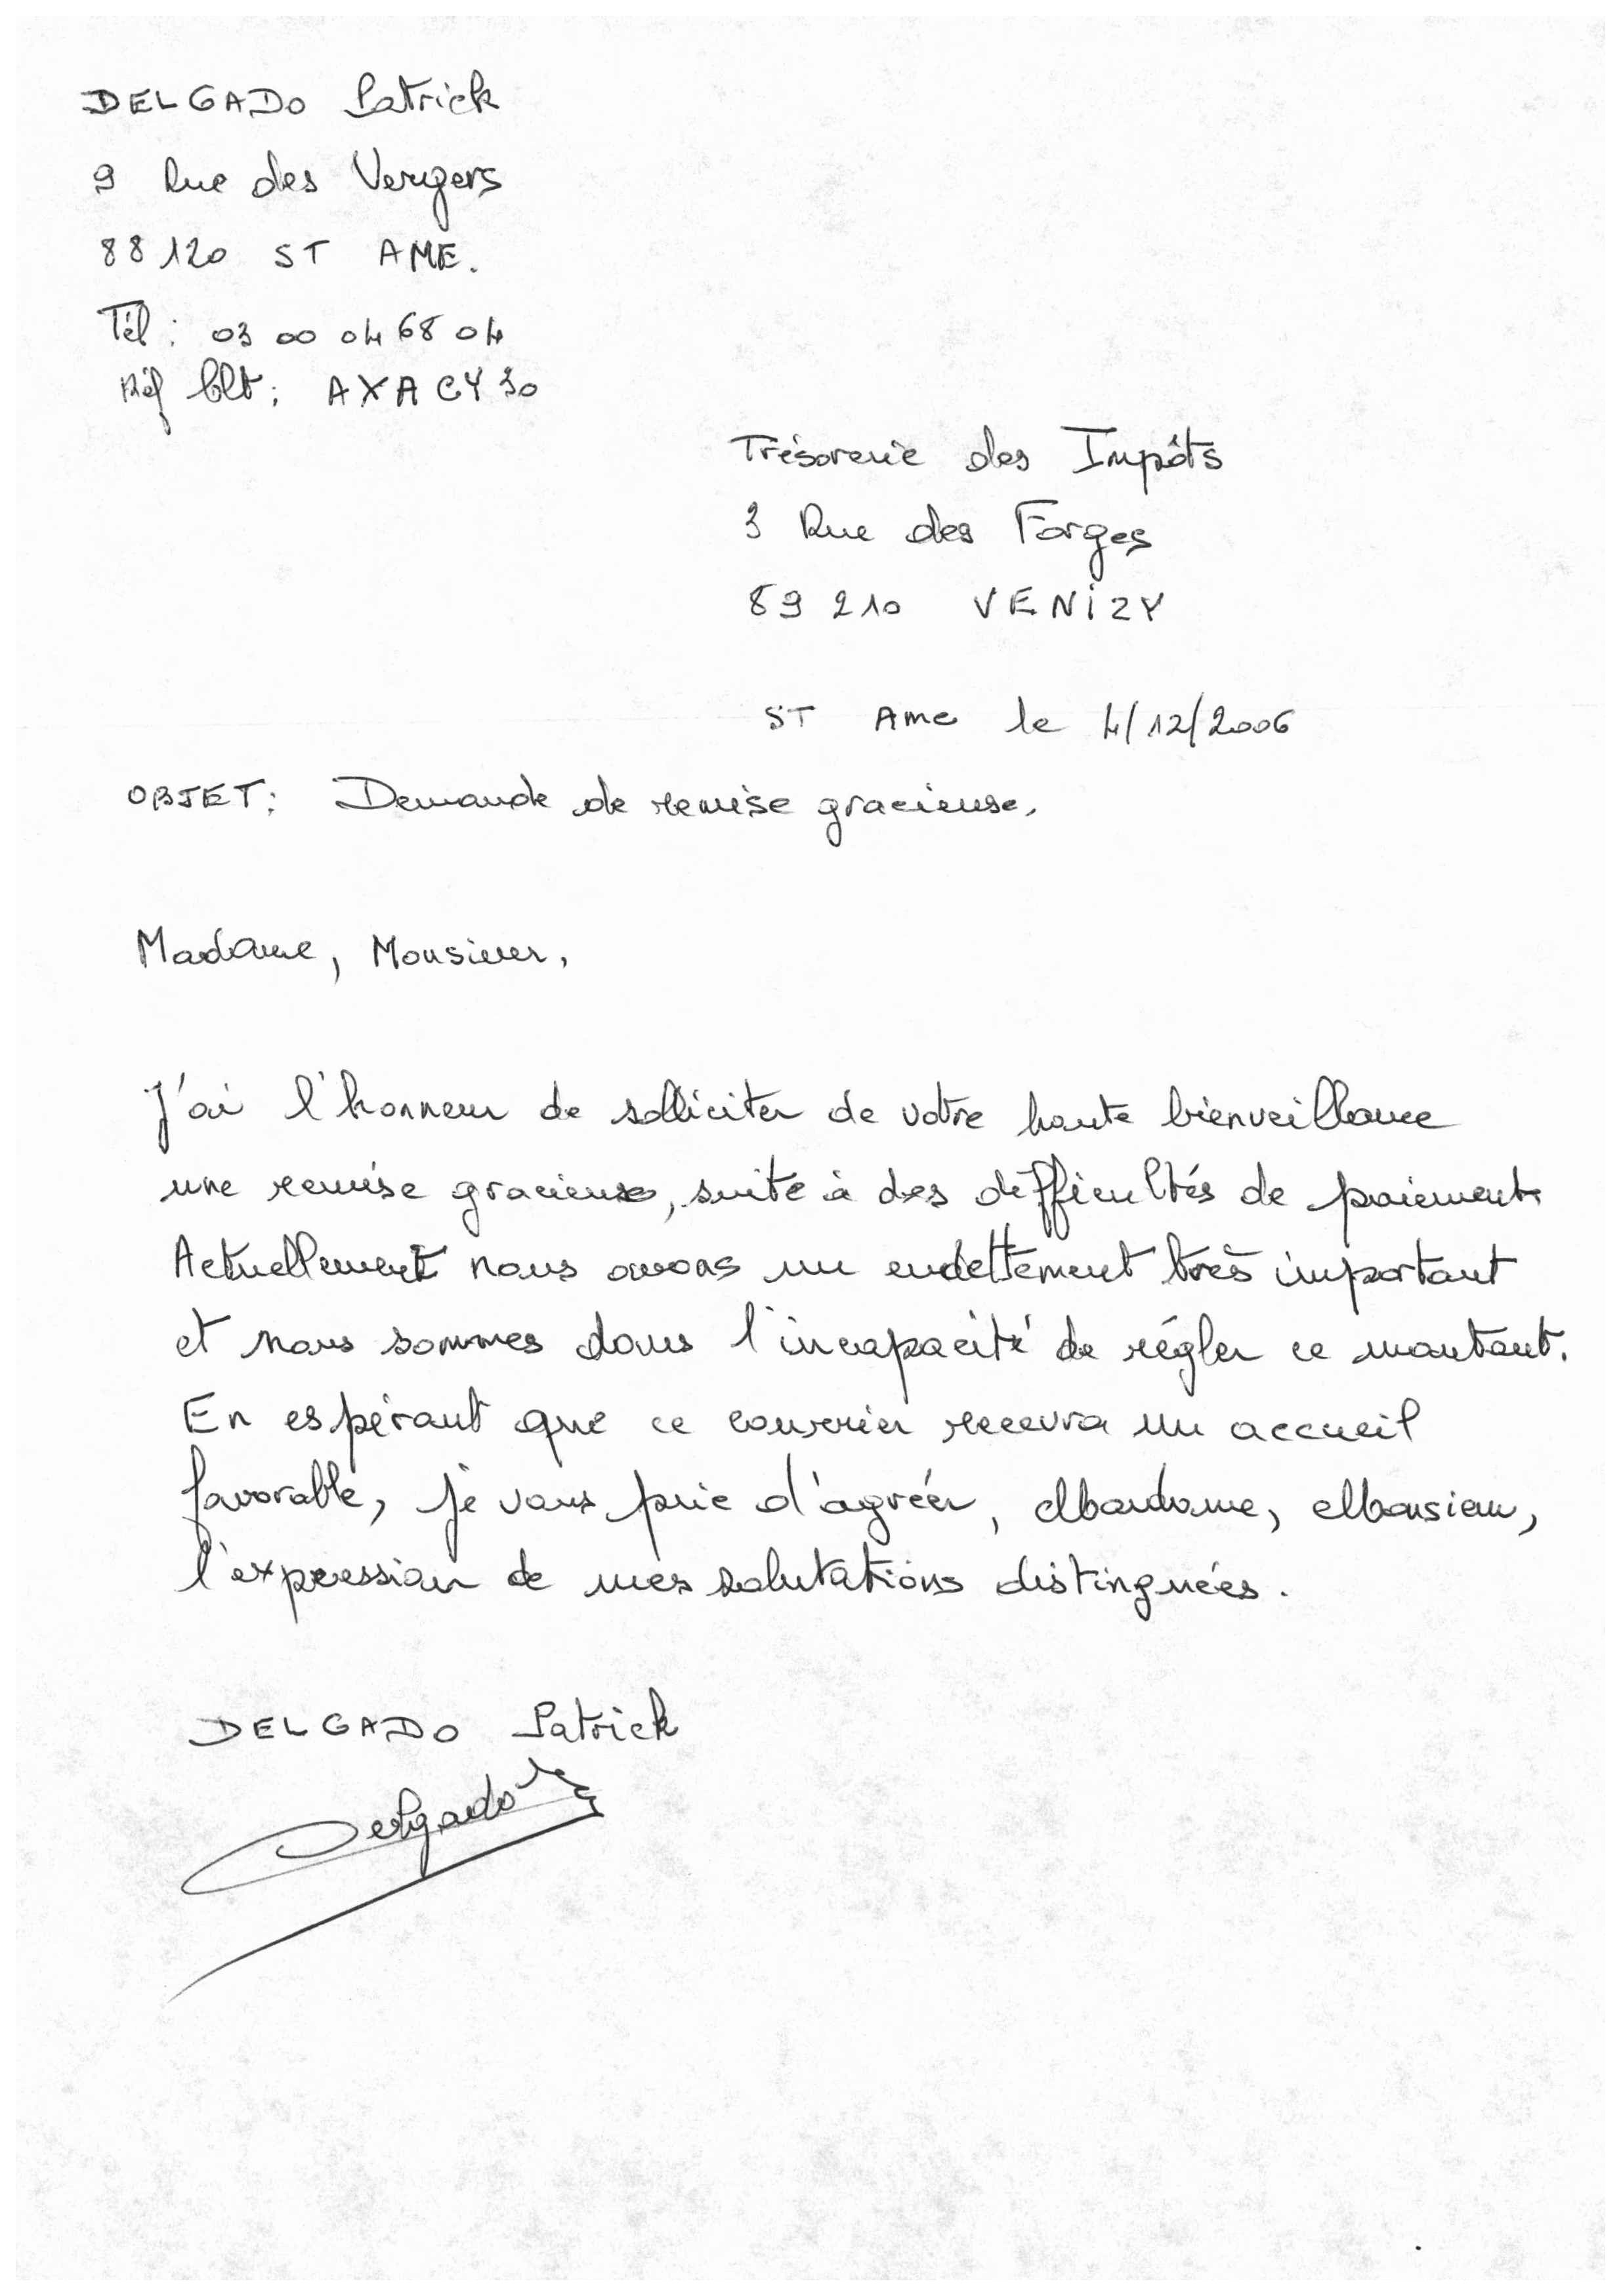 DELGADO Patrick
9 Rue des Vergers
88120 ST AME.
Tél : 03 00 04 68 04
Réf Clt : AXACY30
Trésorerie des Impôts
3 Rue des Forges
89 210 VENIZY
ST Ame le 4/12/2006
OBJET : Demande de remise gracieuse.
Madame, Monsieur,
J'ai l'honneur de solliciter de votre haute bienveillance
une remise gracieuse, suite à des difficultés de paiement.
Actuellement nous avons un endettement très important
et nous sommes dans l'incapacité de régler ce montant.
En espérant que ce courrier recevra un accueil
favorable, je vous prie d'agréer, Madame, Monsieur,
l'expression de mes salutations distinguées.
DELGADO Patrick
Delgado